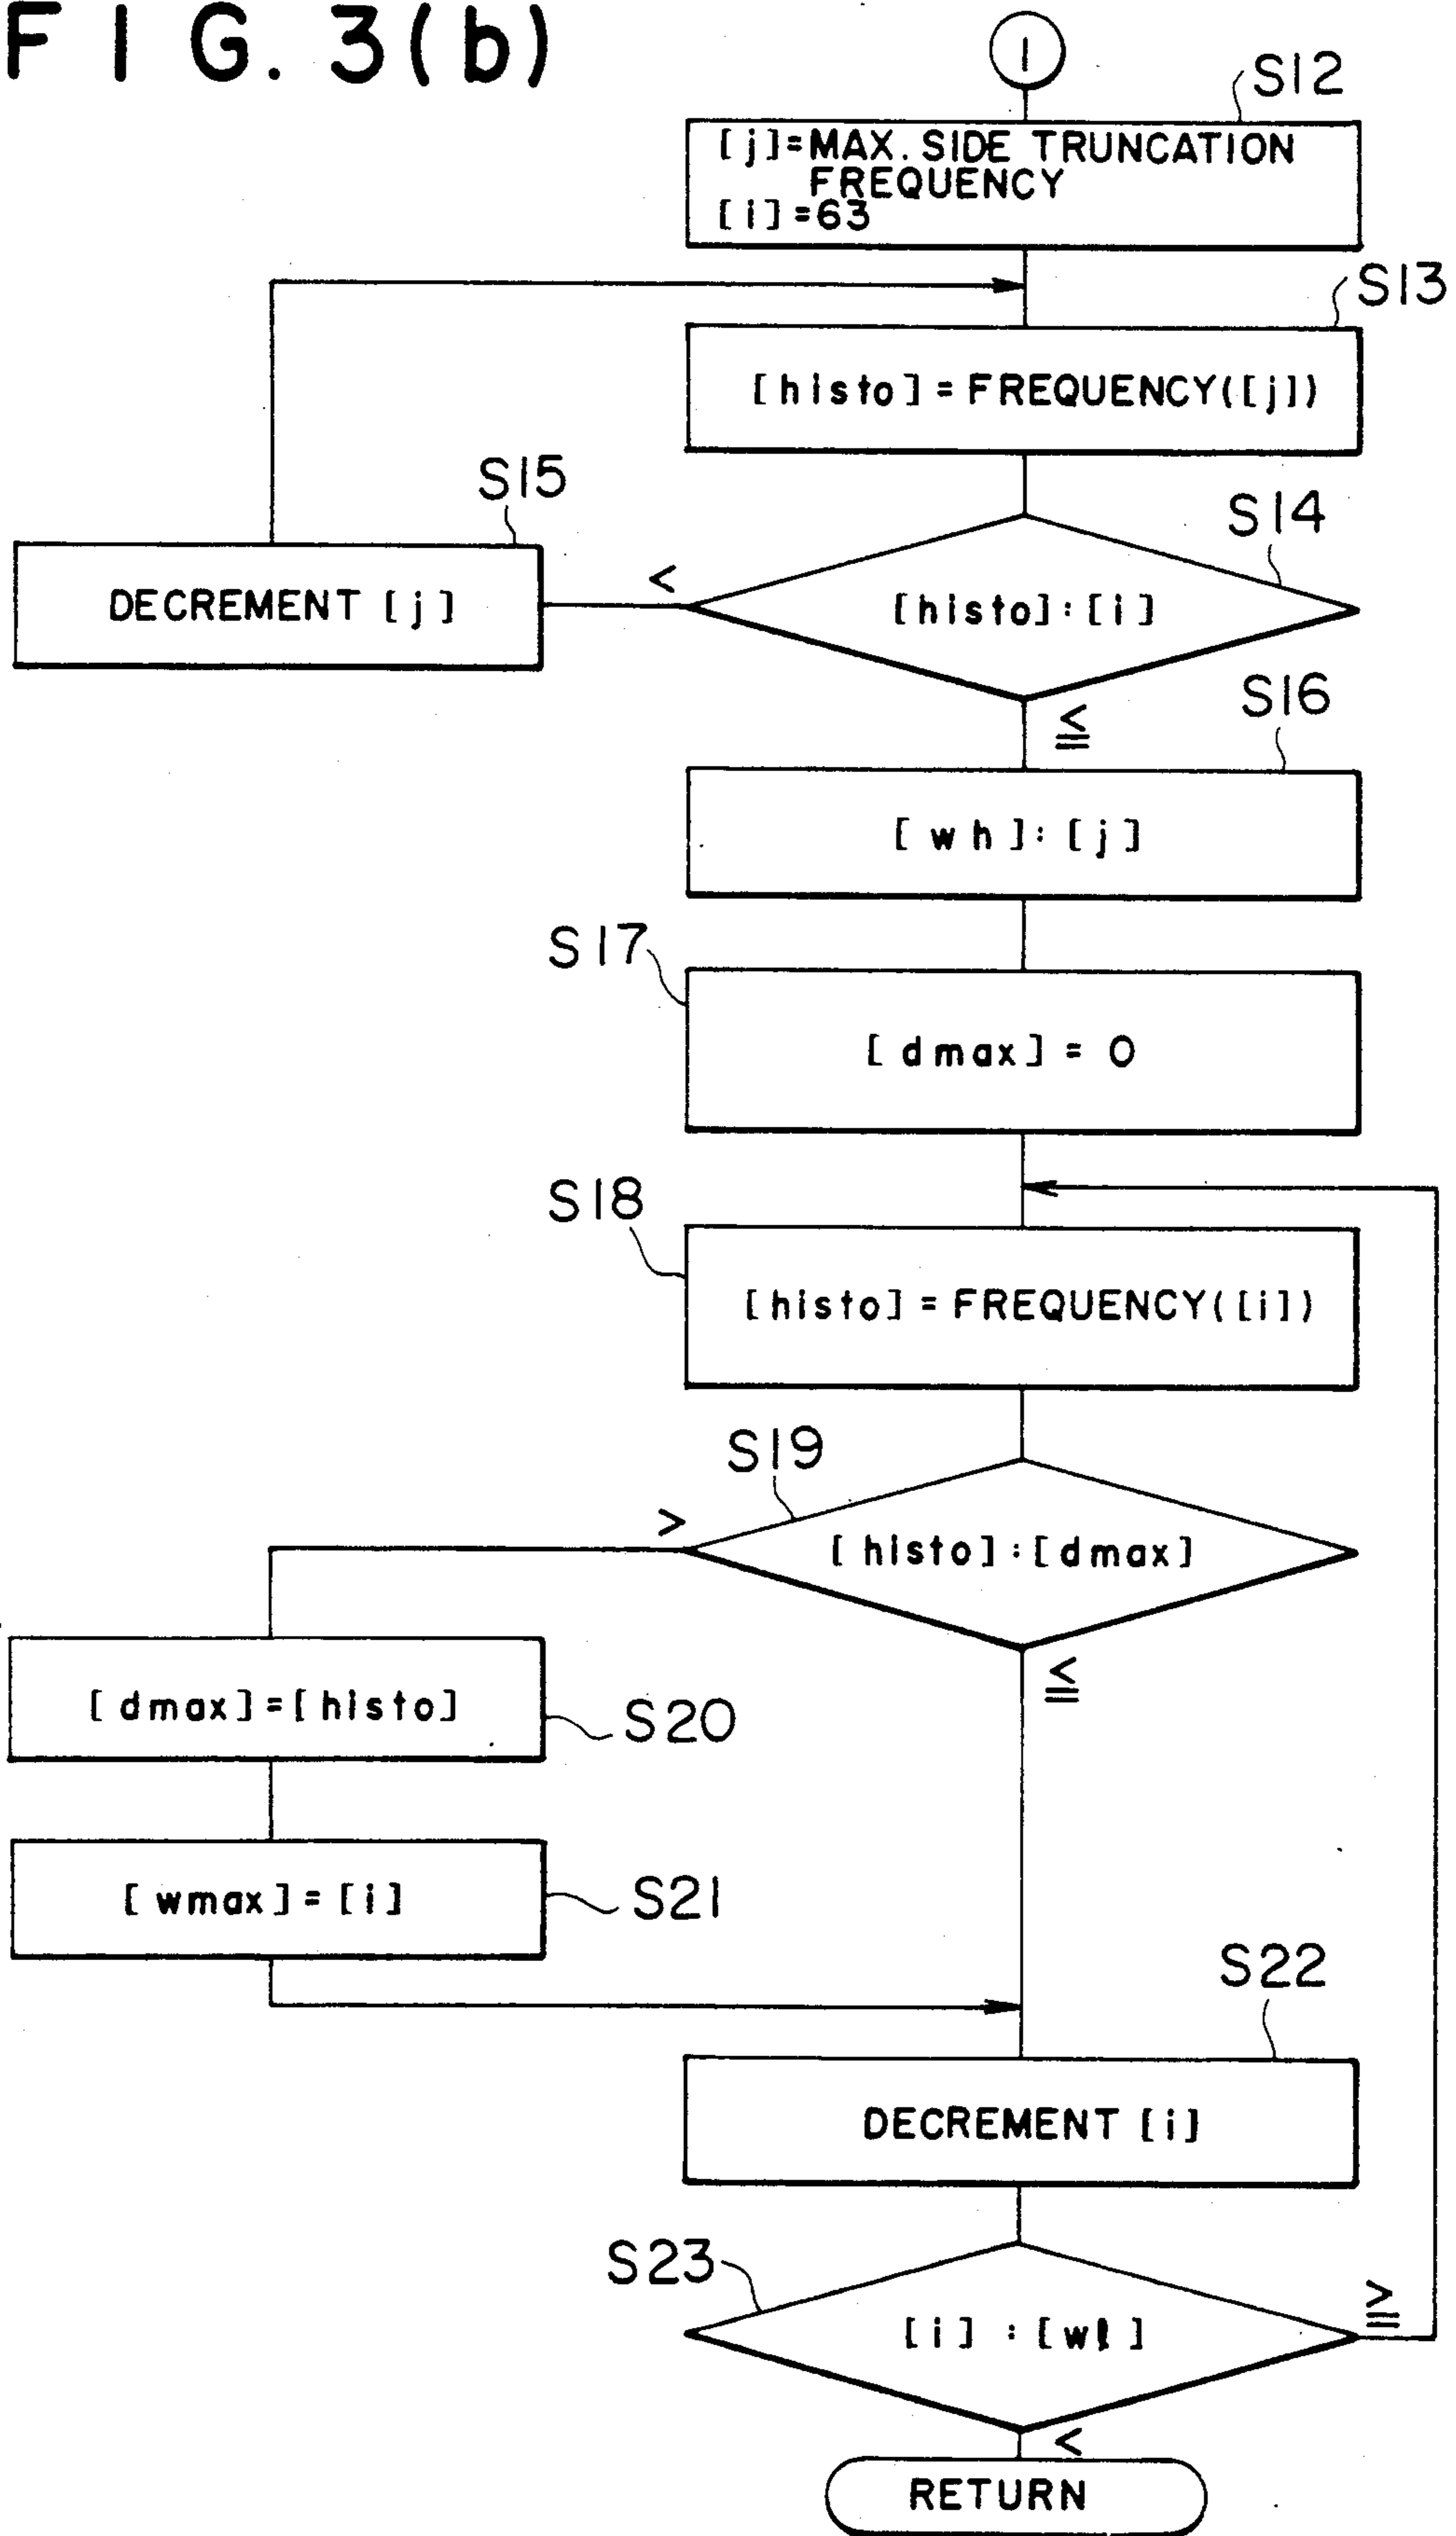 FIG. 3(b)
1
S12
[j]=MAX. SIDE TRUNCATION
FREQUENCY
[i]=63
S13
[histo]=FREQUENCY([j])
S15
S14
DECREMENT [j]
<
[histo]:[i]
≦
S16
[wh]:[j]
S17
[dmax]=0
S18
[histo]=FREQUENCY([i])
S19
>
[histo]:[dmax]
≦
[dmax]=[histo]
S20
[wmax]=[i]
S21
S22
DECREMENT [i]
S23
[i]:[wl]
≧
<
RETURN